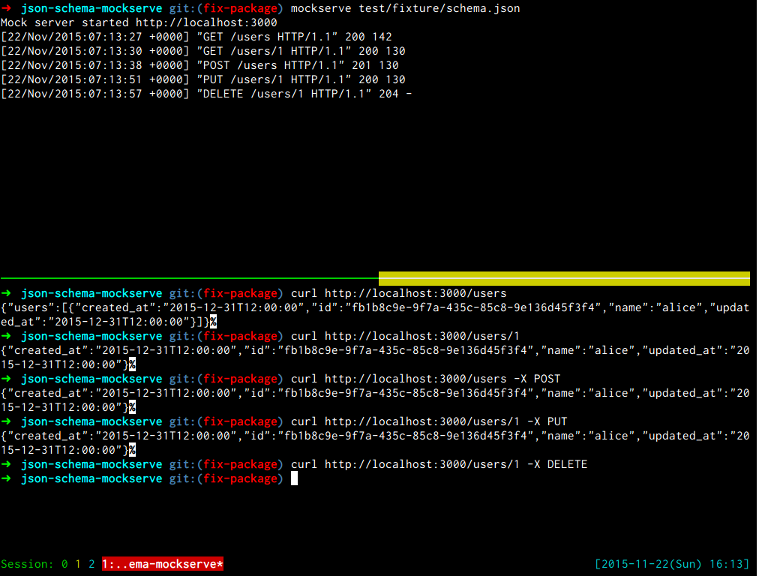 ➜ json-schema-mockserve git:(fix-package) mockserve test/fixture/schema.json
Mock server started http://localhost:3000
[22/Nov/2015:07:13:27 +0000] "GET /users HTTP/1.1" 200 142
[22/Nov/2015:07:13:30 +0000] "GET /users/1 HTTP/1.1" 200 130
[22/Nov/2015:07:13:38 +0000] "POST /users HTTP/1.1" 201 130
[22/Nov/2015:07:13:51 +0000] "PUT /users/1 HTTP/1.1" 200 130
[22/Nov/2015:07:13:57 +0000] "DELETE /users/1 HTTP/1.1" 204 -
➜ json-schema-mockserve git:(fix-package) curl http://localhost:3000/users
{"users":[{"created_at":"2015-12-31T12:00:00","id":"fb1b8c9e-9f7a-435c-85c8-9e136d45f3f4","name":"alice","updat
ed_at":"2015-12-31T12:00:00"}]}%
➜ json-schema-mockserve git:(fix-package) curl http://localhost:3000/users/1
{"created_at":"2015-12-31T12:00:00","id":"fb1b8c9e-9f7a-435c-85c8-9e136d45f3f4","name":"alice","updated_at":"20
15-12-31T12:00:00"}%
➜ json-schema-mockserve git:(fix-package) curl http://localhost:3000/users -X POST
{"created_at":"2015-12-31T12:00:00","id":"fb1b8c9e-9f7a-435c-85c8-9e136d45f3f4","name":"alice","updated_at":"20
15-12-31T12:00:00"}%
➜ json-schema-mockserve git:(fix-package) curl http://localhost:3000/users/1 -X PUT
{"created_at":"2015-12-31T12:00:00","id":"fb1b8c9e-9f7a-435c-85c8-9e136d45f3f4","name":"alice","updated_at":"20
15-12-31T12:00:00"}%
➜ json-schema-mockserve git:(fix-package) curl http://localhost:3000/users/1 -X DELETE
➜ json-schema-mockserve git:(fix-package)
Session: 0 1 2 1:..ema-mockserve* [2015-11-22(Sun) 16:13]